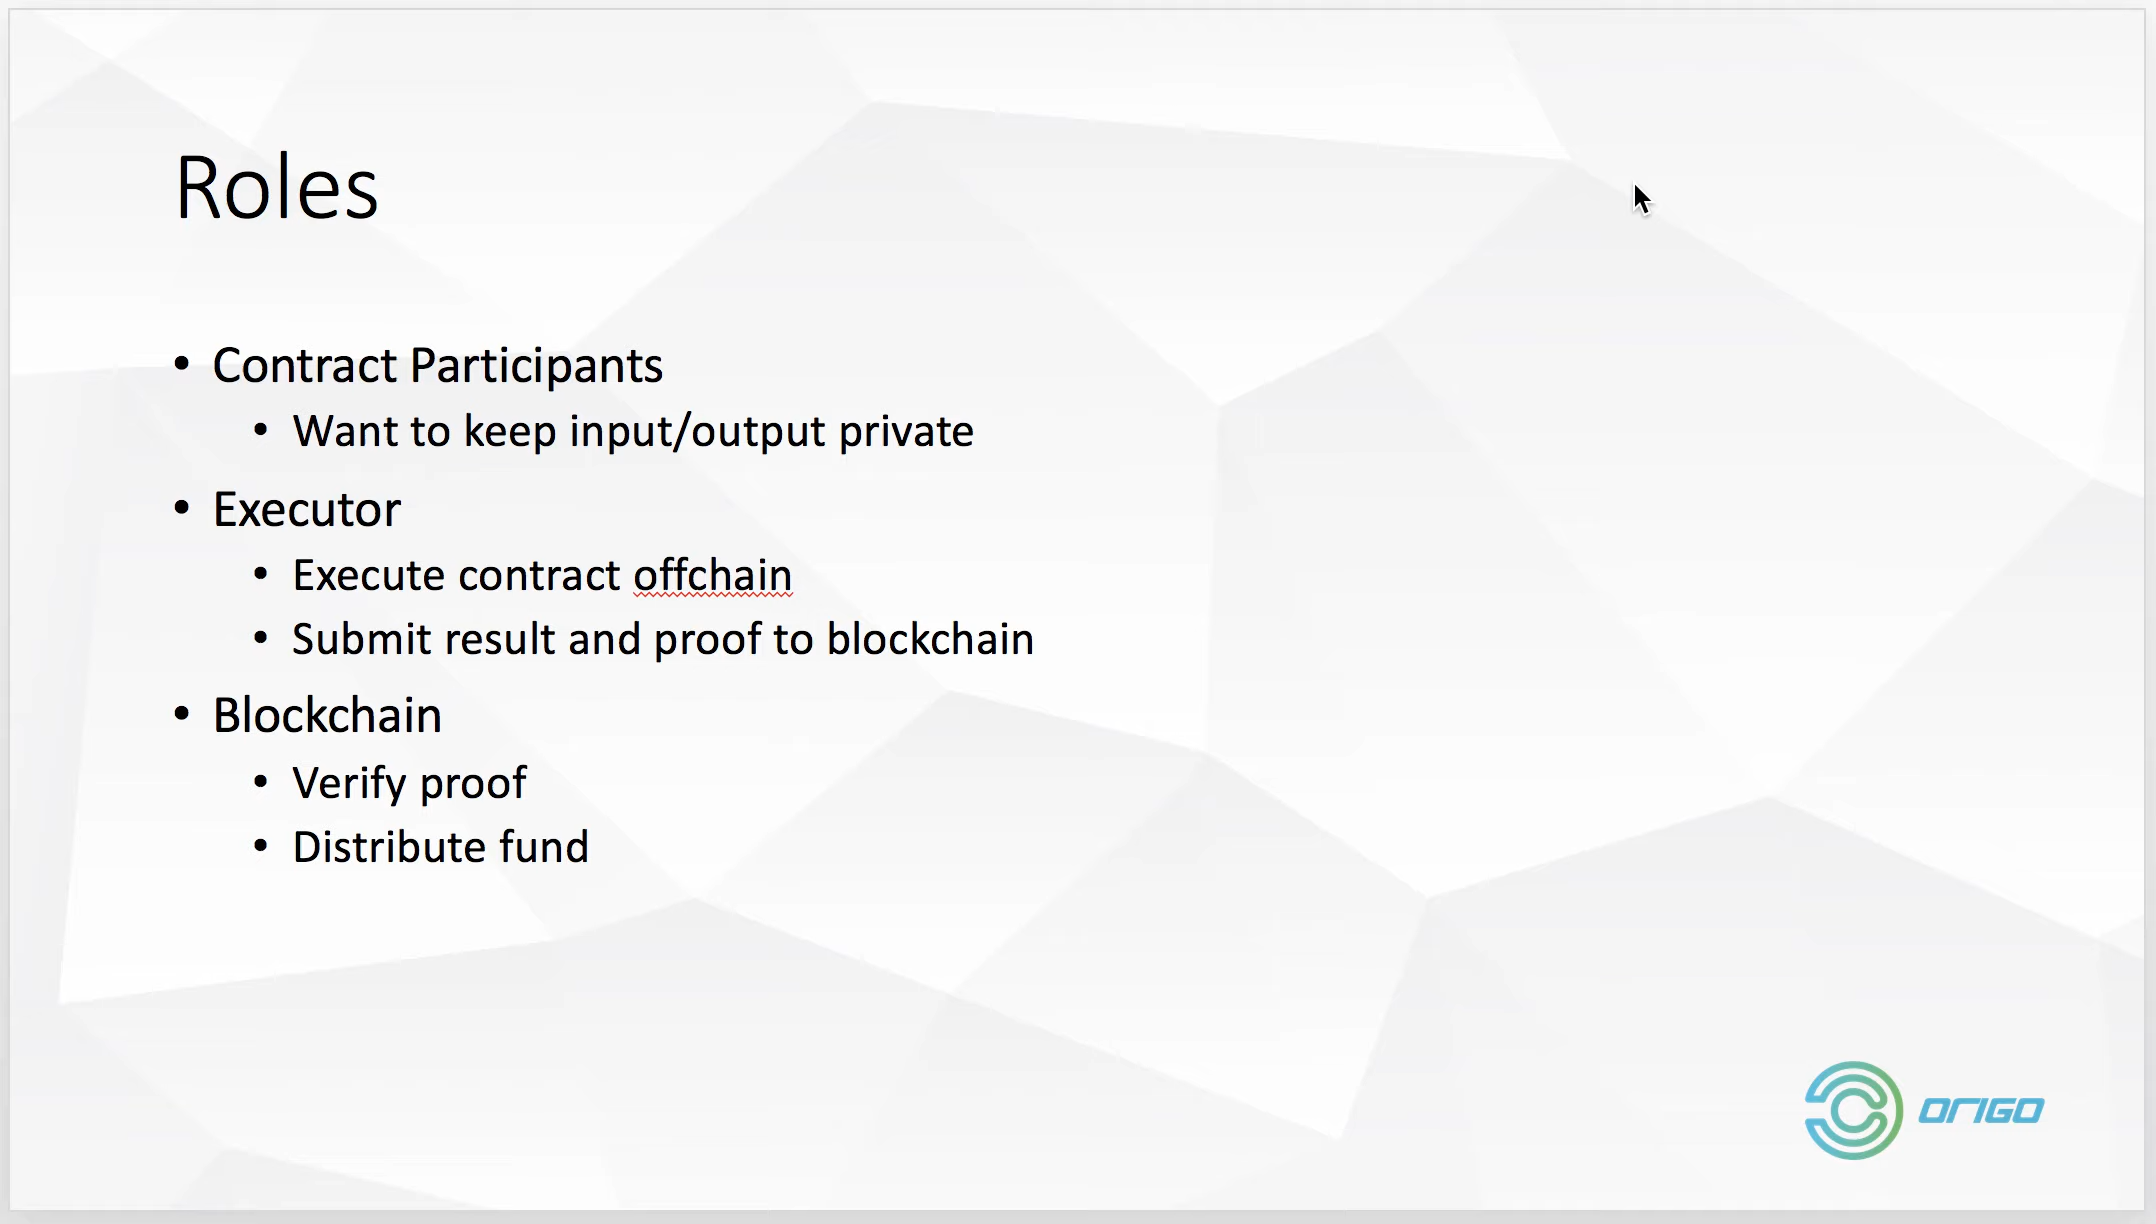 Roles
• Contract Participants
• Want to keep input/output private
• Executor
• Execute contract offchain
• Submit result and proof to blockchain
• Blockchain
• Verify proof
• Distribute fund
ORIGO